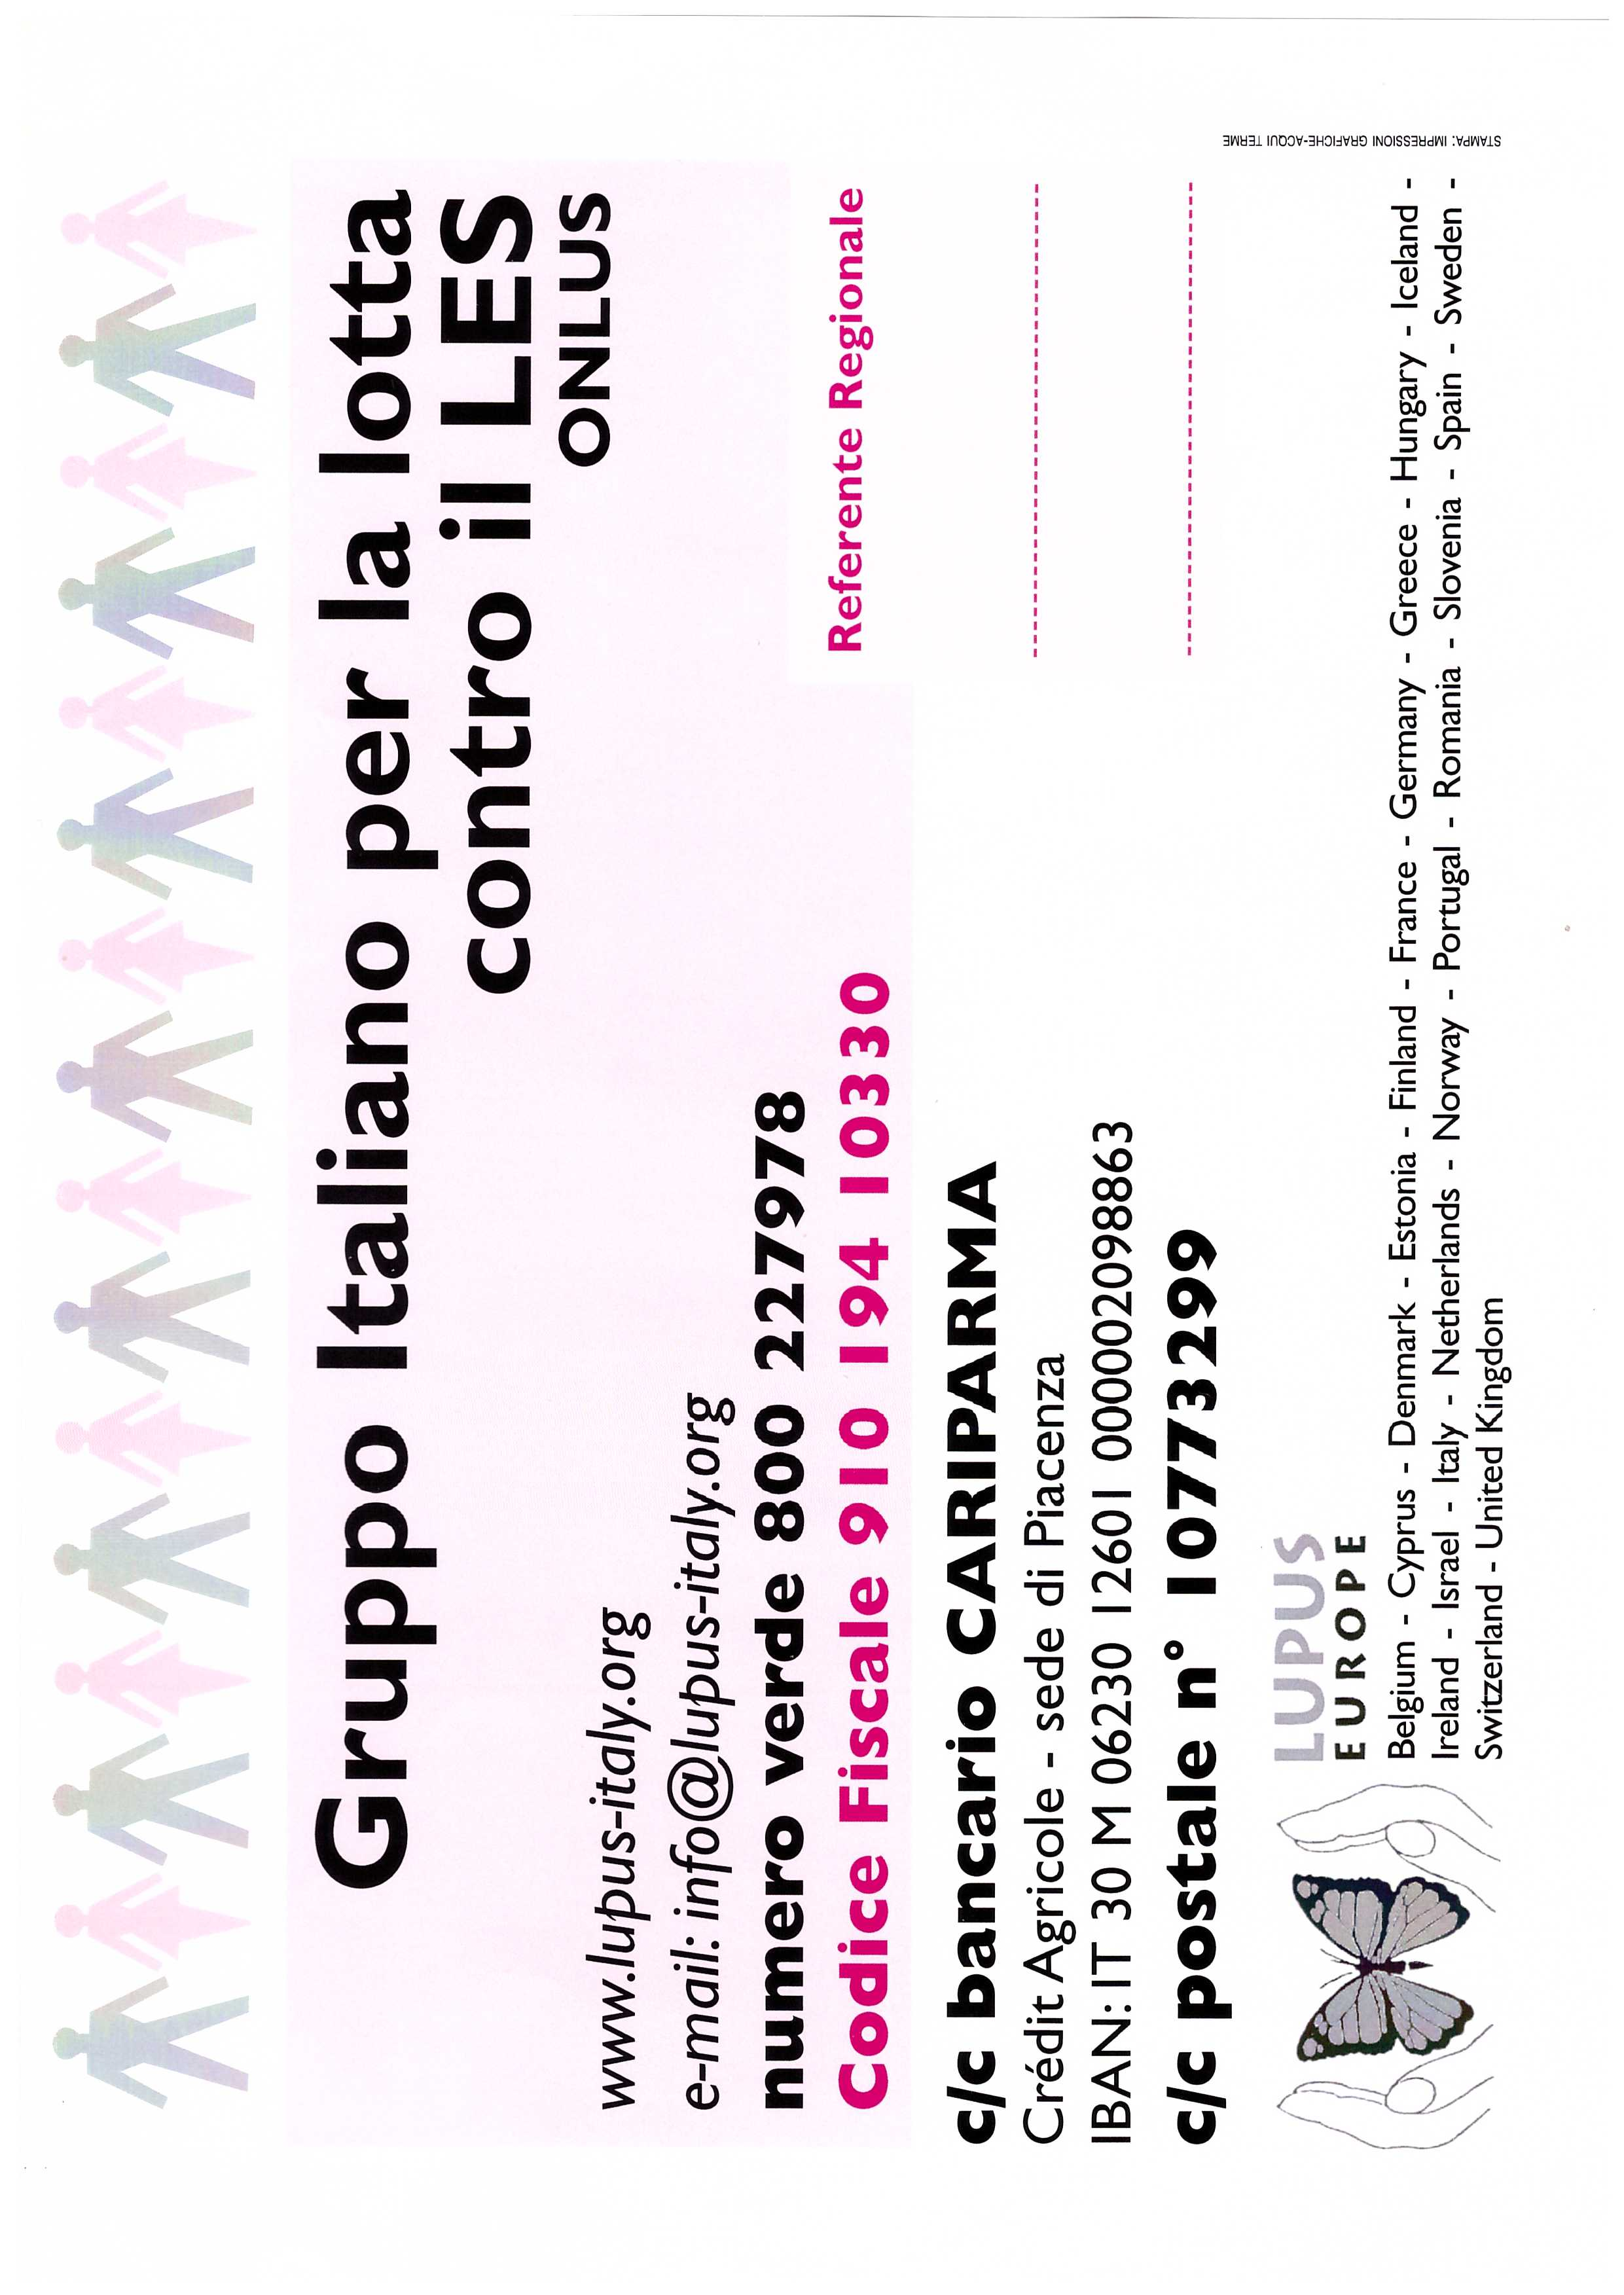 Gruppo Italiano per la lotta
contro il LES
ONLUS
www.lupus-italy.org
e-mail: info@lupus-italy.org
numero verde 800 227978
Codice Fiscale 910 194 10330
Referente Regionale
c/c bancario CARIPARMA
Crédit Agricole - sede di Piacenza
IBAN: IT 30 M 06230 12601 000002098863
c/c postale n° 10773299
LUPUS
EUROPE
Belgium - Cyprus - Denmark - Estonia - Finland - France - Germany - Greece - Hungary - Iceland -
Ireland - Israel - Italy - Netherlands - Norway - Portugal - Romania - Slovenia - Spain - Sweden -
Switzerland - United Kingdom
STAMPA: IMPRESSIONI GRAFICHE-ACQUI TERME